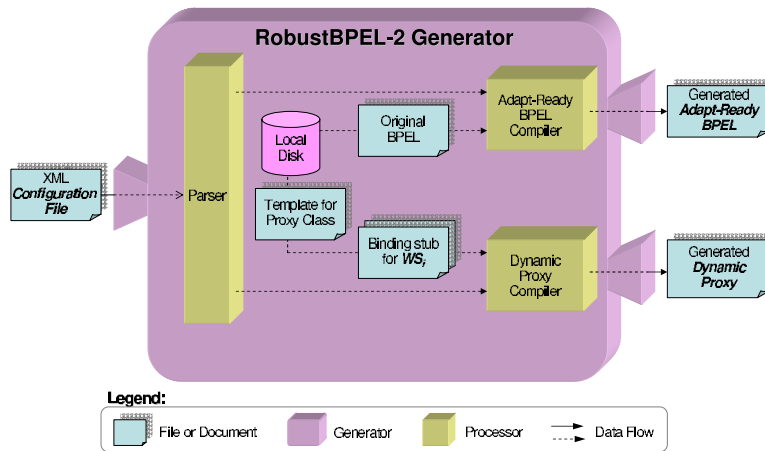 RobustBPEL-2 Generator
XML
Configuration
File
Parser
Local
Disk
Original
BPEL
Adapt-Ready
BPEL
Compiler
Generated
Adapt-Ready
BPEL
Template for
Proxy Class
Binding stub
for WSi
Dynamic
Proxy
Compiler
Generated
Dynamic
Proxy
Legend:
File or Document
Generator
Processor
Data Flow